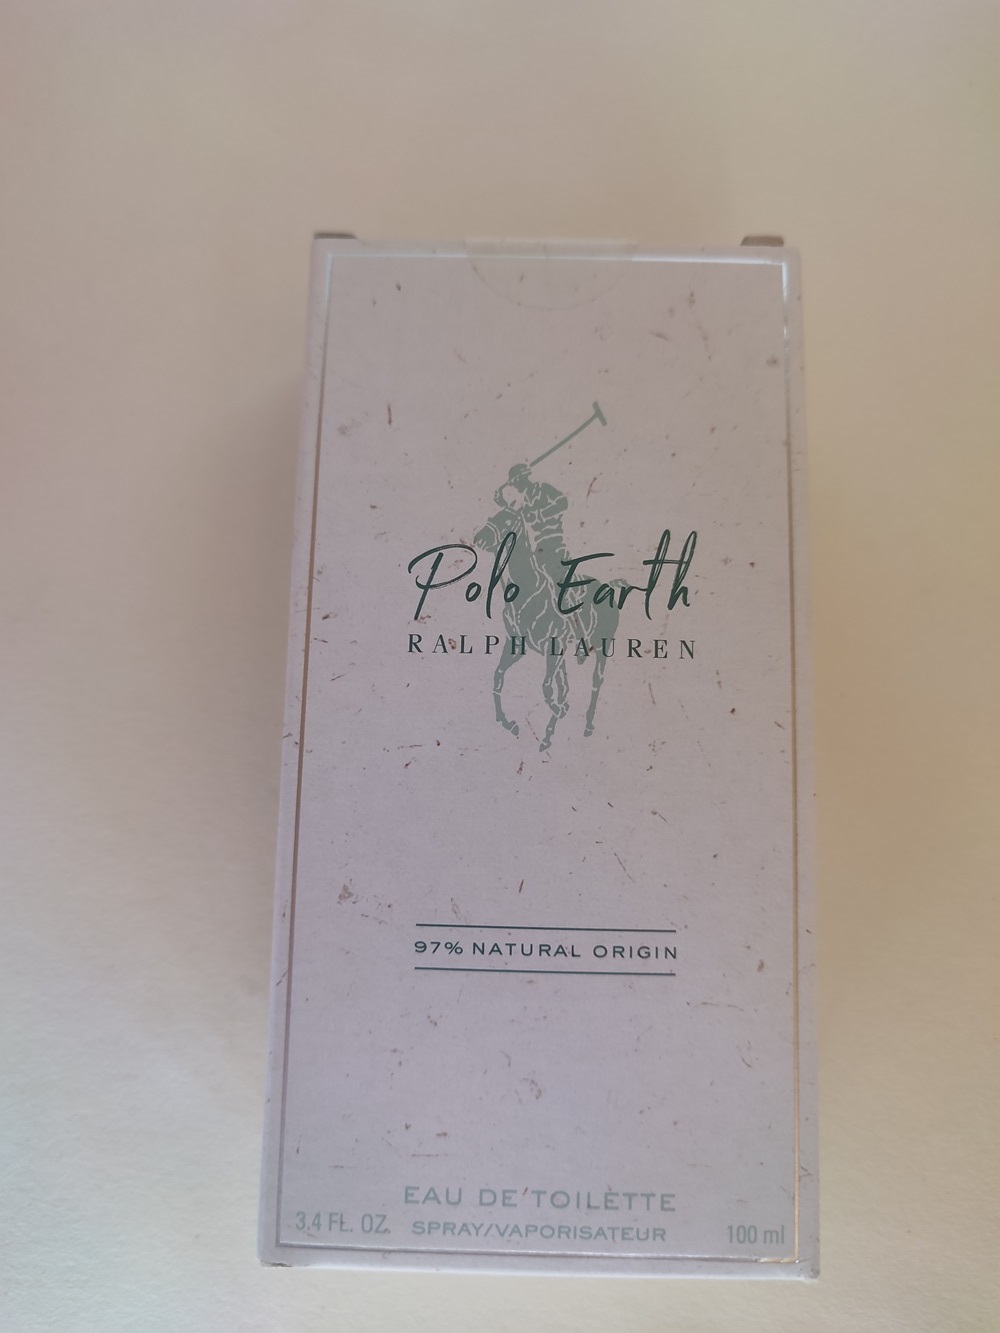 Polo Earth
RALPH LAUREN
97% NATURAL ORIGIN
EAU DE TOILETTE
3.4 FL. OZ. SPRAY/VAPORISATEUR 100 ml